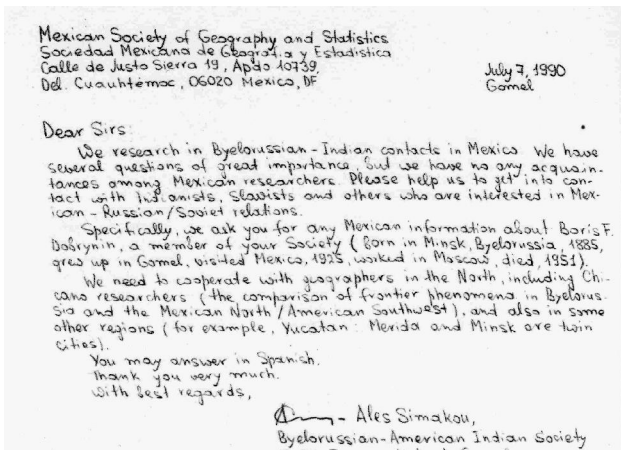 Mexican Society of Geography and Statistics
Sociedad Mexicana de Geografia y Estadistica
Calle de Justo Sierra 19, Apdo 10739,
Del. Cuauhtémoc, 06020 México, DF
July 7, 1990
Gomel
Dear Sirs:
We research in Byelorussian-Indian contacts in Mexico. We have
several questions of great importance, but we have no any acquain-
tances among Mexican researchers. Please help us to get into con-
tact with Indianists, Slavists and others who are interested in Mex-
ican-Russian/Soviet relations.
Specifically, we ask you for any Mexican information about Boris F.
Dobrynin, a member of your Society (born in Minsk, Byelorussia, 1885,
grew up in Gomel, visited Mexico, 1925, worked in Moscow, died, 1951).
We need to cooperate with geographers in the North, including Chi-
cano researchers (the comparison of frontier phenomena in Byelorus-
sia and the Mexican North/American Southwest), and also in some
other regions (for example, Yucatan: Merida and Minsk are twin
cities).
You may answer in Spanish.
Thank you very much.
With best regards,
Ales Simakou,
Byelorussian-American Indian Society